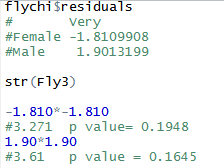 flychi$residuals
#         Very
#Female -1.8109908
#Male    1.9013199
str(Fly3)
-1.810*-1.810
#3.271  p value= 0.1948
1.90*1.90
#3.61   p value = 0.1645